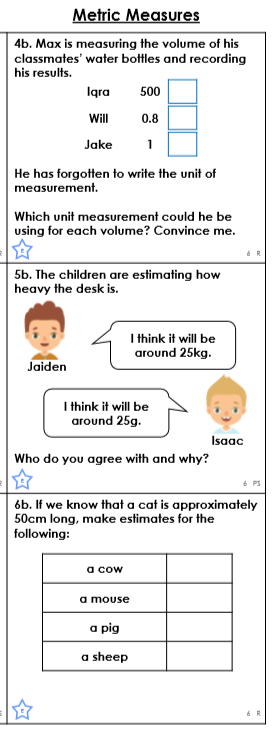 Metric Measures
4b. Max is measuring the volume of his
classmates’ water bottles and recording
his results.
Iqra 500
Will 0.8
Jake 1
He has forgotten to write the unit of
measurement.
Which unit measurement could he be
using for each volume? Convince me.
E
6 R
5b. The children are estimating how
heavy the desk is.
I think it will be
around 25kg.
Jaiden
I think it will be
around 25g.
Isaac
Who do you agree with and why?
E
6 PS
6b. If we know that a cat is approximately
50cm long, make estimates for the
following:
a cow
a mouse
a pig
a sheep
E
6 R